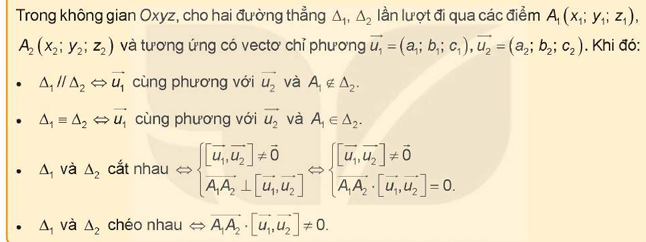 Trong không gian Oxyz, cho hai đường thẳng Δ₁, Δ₂ lần lượt đi qua các điểm A₁(x₁; y₁; z₁),
A₂(x₂; y₂; z₂) và tương ứng có vectơ chỉ phương →u₁ = (a₁; b₁; c₁), →u₂ = (a₂; b₂; c₂). Khi đó:
• Δ₁ // Δ₂ ⇔ →u₁ cùng phương với →u₂ và A₁ ∉ Δ₂.
• Δ₁ ≡ Δ₂ ⇔ →u₁ cùng phương với →u₂ và A₁ ∈ Δ₂.
• Δ₁ và Δ₂ cắt nhau ⇔ { [→u₁, →u₂] ≠ →0 ; →A₁A₂ ⊥ [→u₁, →u₂] ⇔ { [→u₁, →u₂] ≠ →0 ; →A₁A₂ · [→u₁, →u₂] = 0.
• Δ₁ và Δ₂ chéo nhau ⇔ →A₁A₂ · [→u₁, →u₂] ≠ 0.